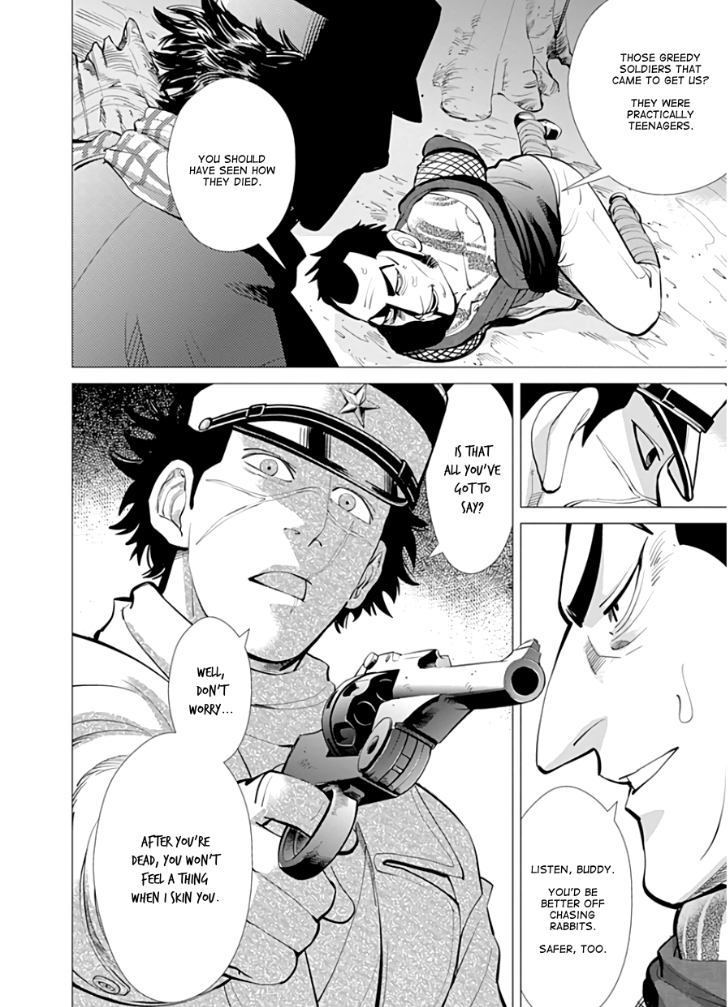 THOSE GREEDY
SOLDIERS THAT
CAME TO GET US?
THEY WERE
PRACTICALLY
TEENAGERS.
YOU SHOULD
HAVE SEEN HOW
THEY DIED.
LISTEN, BUDDY.
YOU'D BE
BETTER OFF
CHASING
RABBITS.
SAFER, TOO.
IS THAT
ALL YOU'VE
GOT TO
SAY?
WELL,
DON'T
WORRY...
AFTER YOU'RE
DEAD, YOU WON'T
FEEL A THING
WHEN I SKIN YOU.